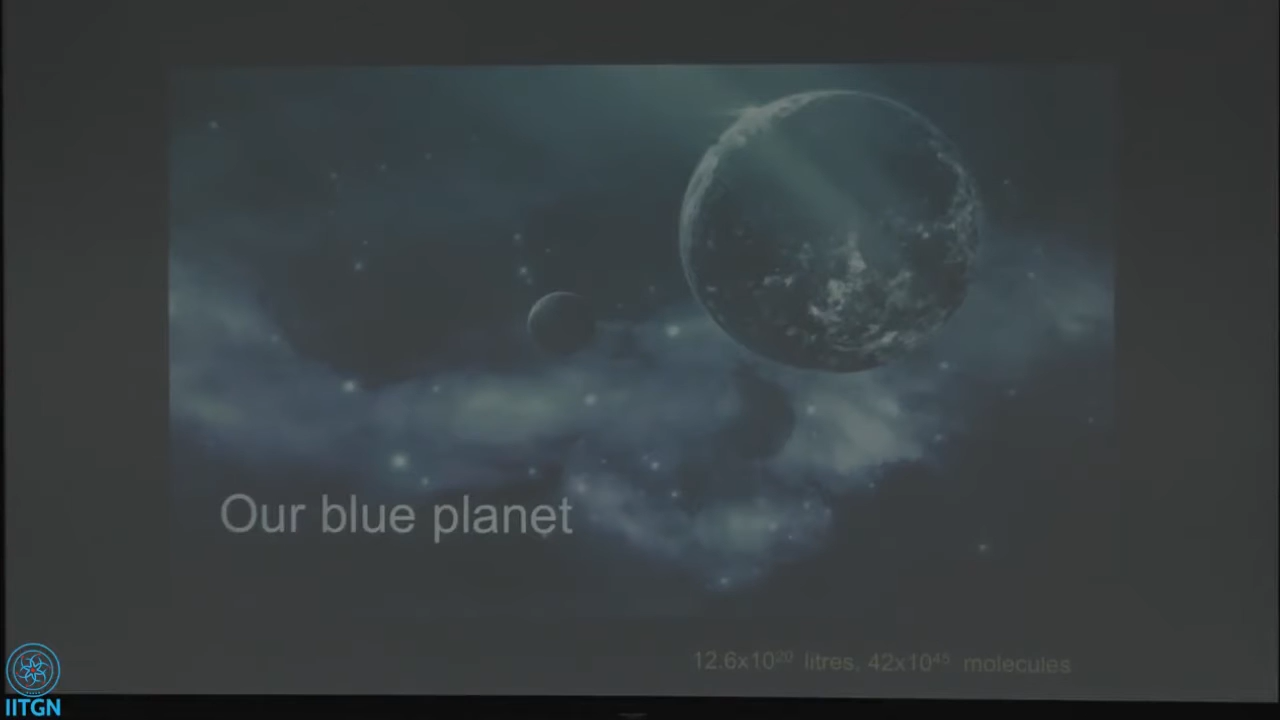 Our blue planet
12.6x10²⁰ litres, 42x10⁴⁵ molecules
IITGN